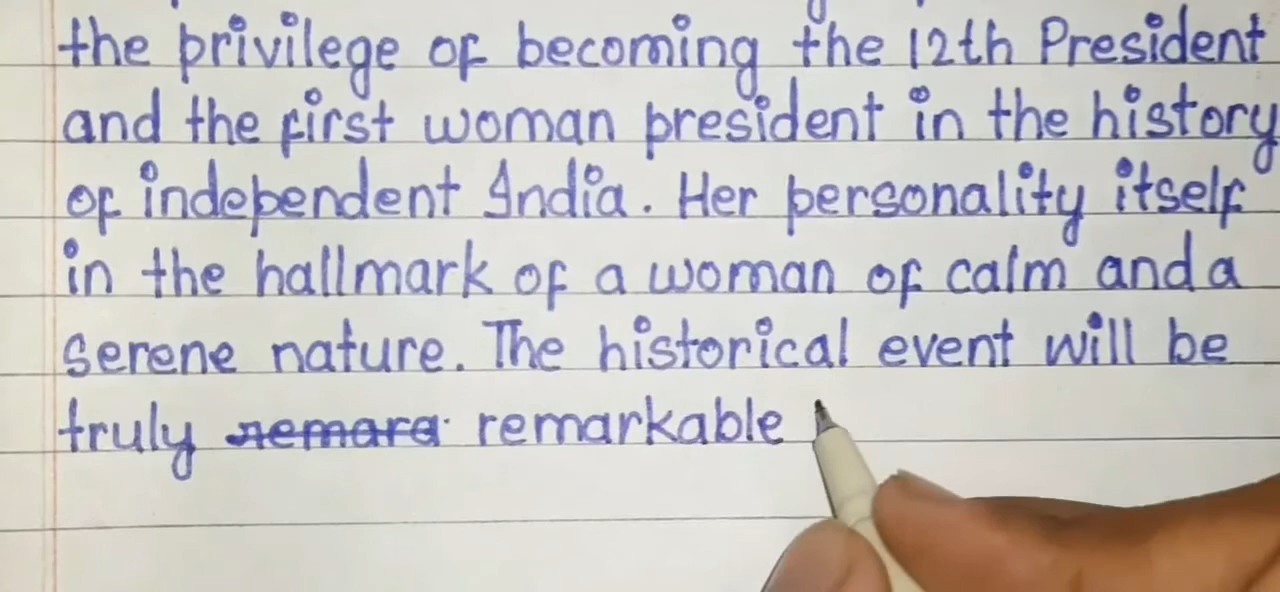 the privilege of becoming the 12th President
and the first woman president in the history
of independent India. Her personality itself
in the hallmark of a woman of calm and a
serene nature. The historical event will be
truly remara remarkable